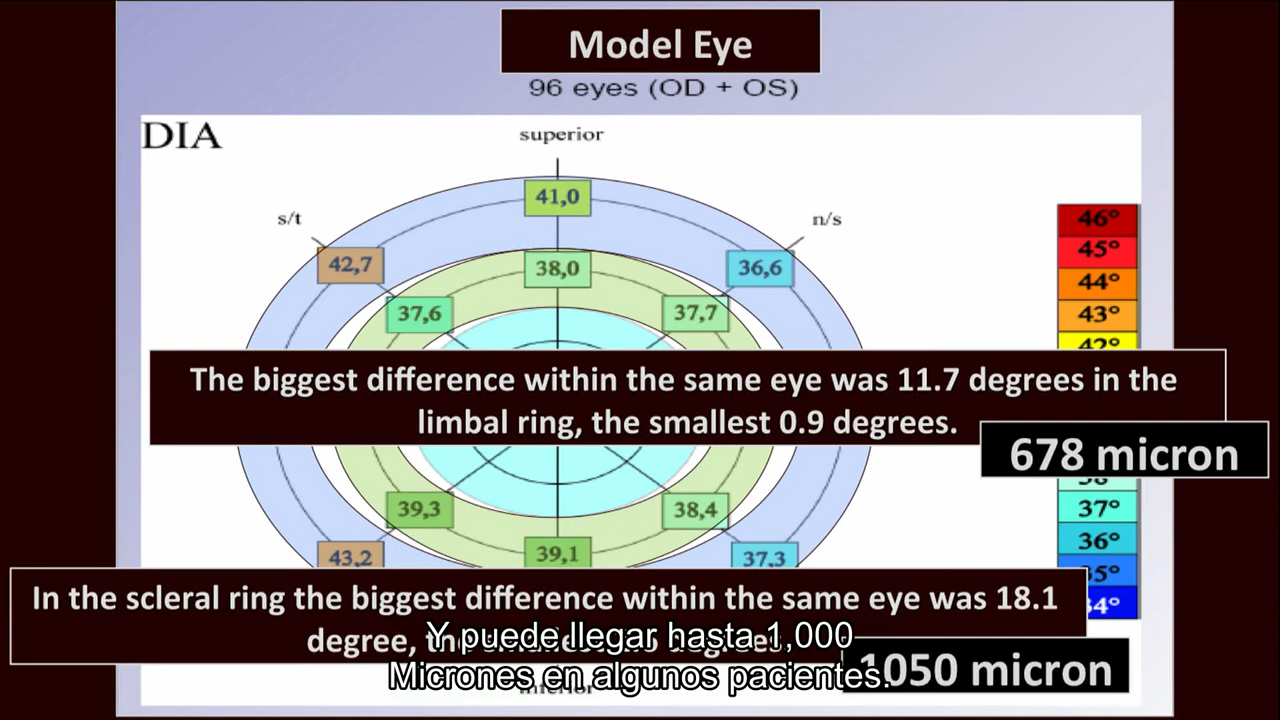 Model Eye
96 eyes (OD + OS)
DIA
superior
s/t
n/s
41,0
42,7
36,6
38,0
37,6
37,7
46°
45°
44°
43°
42°
The biggest difference within the same eye was 11.7 degrees in the
limbal ring, the smallest 0.9 degrees.
678 micron
39,3
38,4
37°
36°
39,1
43,2
37,3
In the scleral ring the biggest difference within the same eye was 18.1
degree,
Y puede llegar hasta 1,000
Micrones en algunos pacientes.
1050 micron